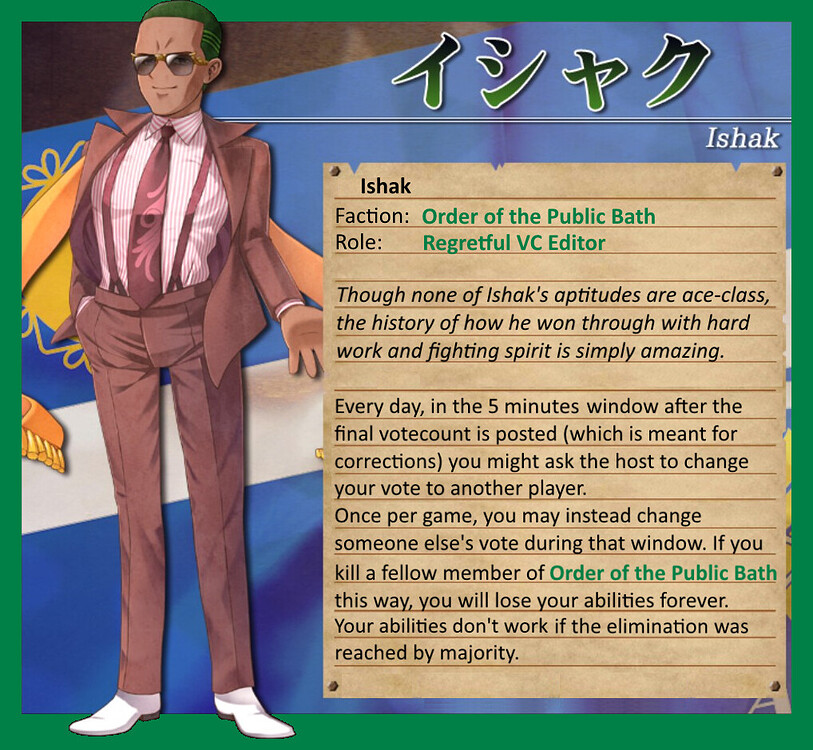 イシャク
Ishak
Ishak
Faction: Order of the Public Bath
Role: Regretful VC Editor
Though none of Ishak's aptitudes are ace-class,
the history of how he won through with hard
work and fighting spirit is simply amazing.
Every day, in the 5 minutes window after the
final votecount is posted (which is meant for
corrections) you might ask the host to change
your vote to another player.
Once per game, you may instead change
someone else's vote during that window. If you
kill a fellow member of Order of the Public Bath
this way, you will lose your abilities forever.
Your abilities don't work if the elimination was
reached by majority.